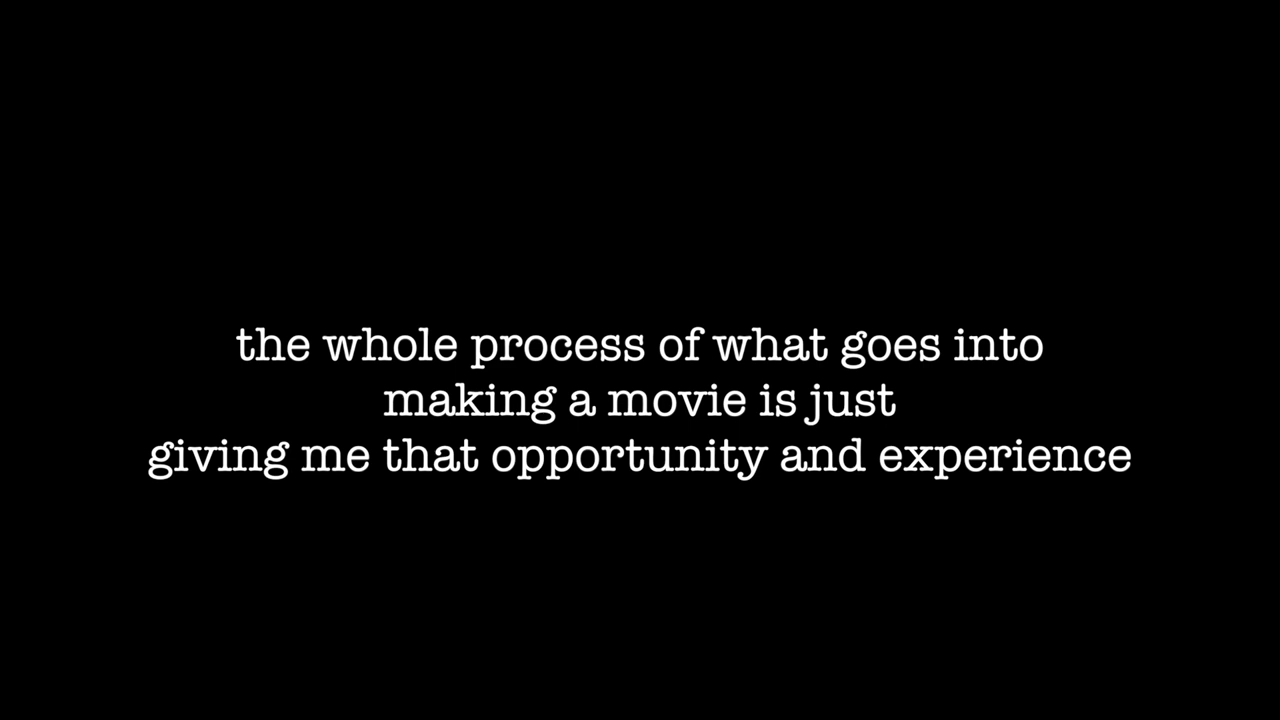 the whole process of what goes into
making a movie is just
giving me that opportunity and experience